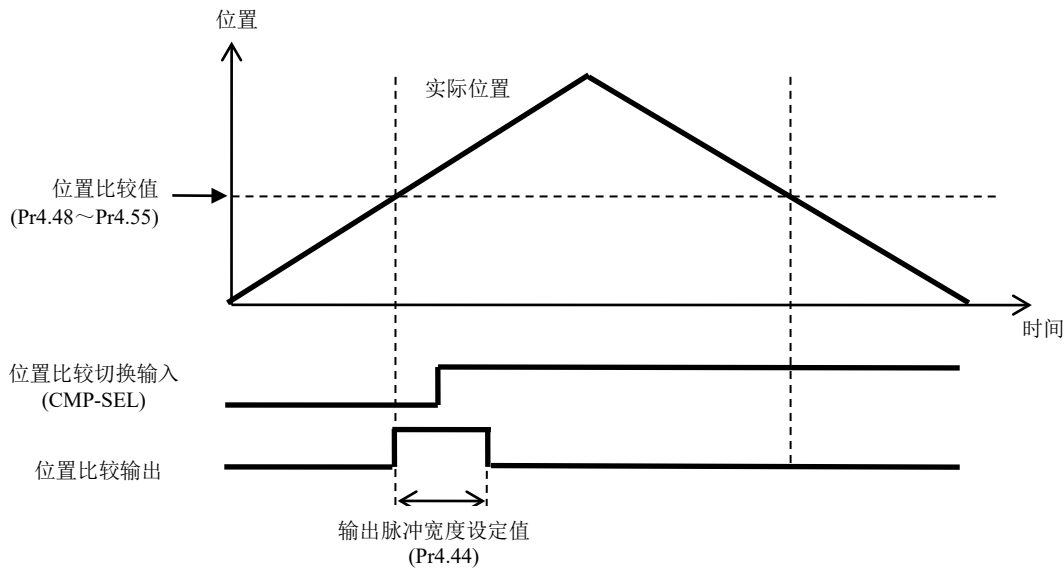 位置
实际位置
位置比较值
(Pr4.48～Pr4.55)
时间
位置比较切换输入
(CMP-SEL)
位置比较输出
输出脉冲宽度设定值
(Pr4.44)